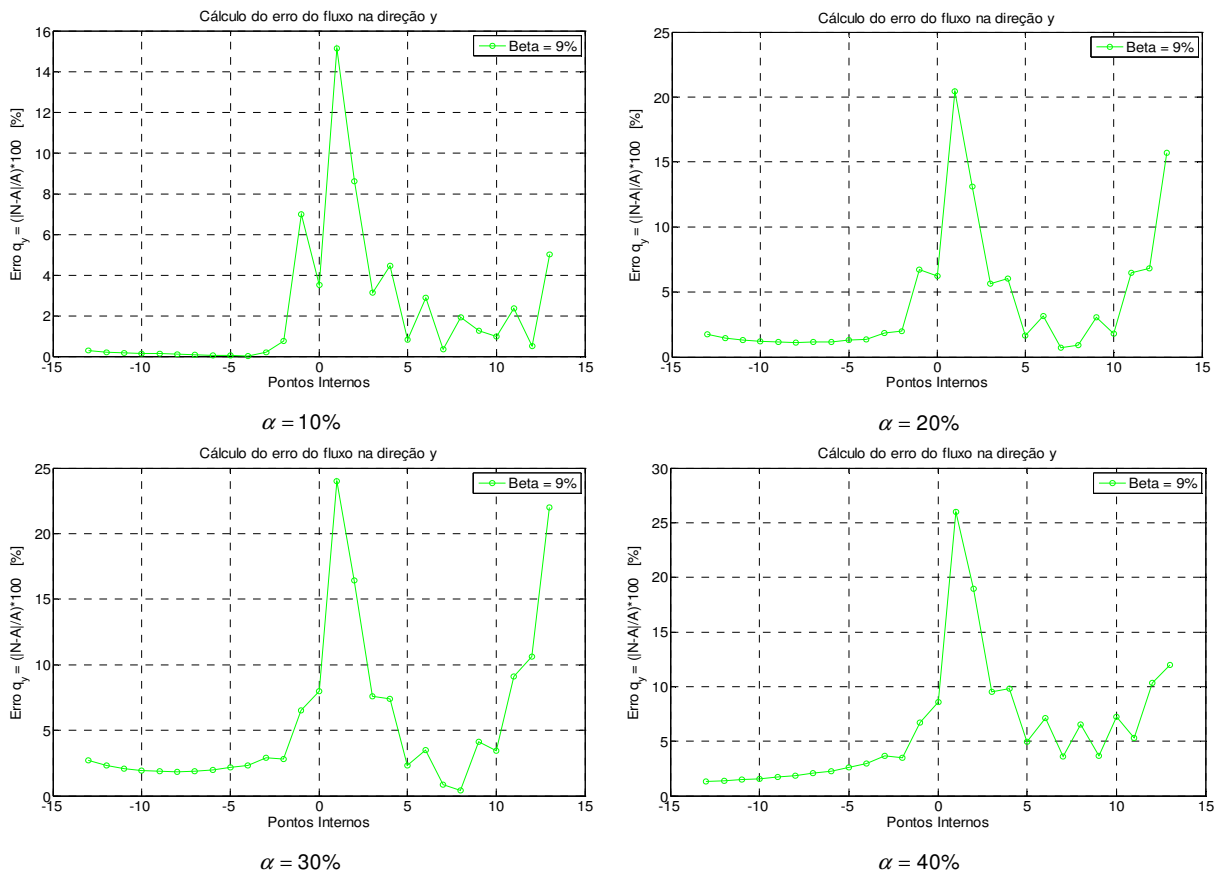 Cálculo do erro do fluxo na direção y
Beta = 9%
Erro q_y = (|N-A|/A)*100 [%]
16
14
12
10
8
6
4
2
0
-15 -10 -5 0 5 10 15
Pontos Internos
α = 10%
Cálculo do erro do fluxo na direção y
Beta = 9%
Erro q_y = (|N-A|/A)*100 [%]
25
20
15
10
5
0
-15 -10 -5 0 5 10 15
Pontos Internos
α = 20%
Cálculo do erro do fluxo na direção y
Beta = 9%
Erro q_y = (|N-A|/A)*100 [%]
25
20
15
10
5
0
-15 -10 -5 0 5 10 15
Pontos Internos
α = 30%
Cálculo do erro do fluxo na direção y
Beta = 9%
Erro q_y = (|N-A|/A)*100 [%]
30
25
20
15
10
5
0
-15 -10 -5 0 5 10 15
Pontos Internos
α = 40%